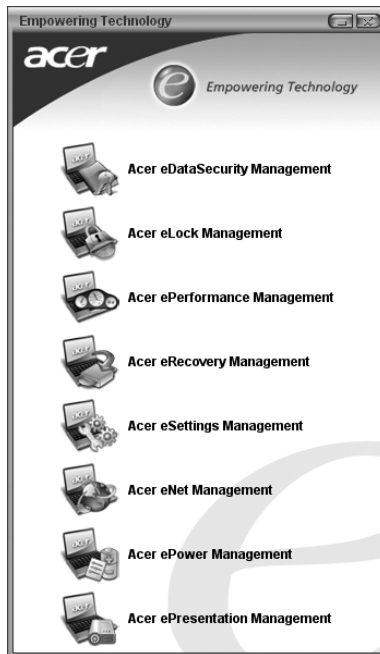 Empowering Technology
acer
e Empowering Technology
Acer eDataSecurity Management
Acer eLock Management
Acer ePerformance Management
Acer eRecovery Management
Acer eSettings Management
Acer eNet Management
Acer ePower Management
Acer ePresentation Management